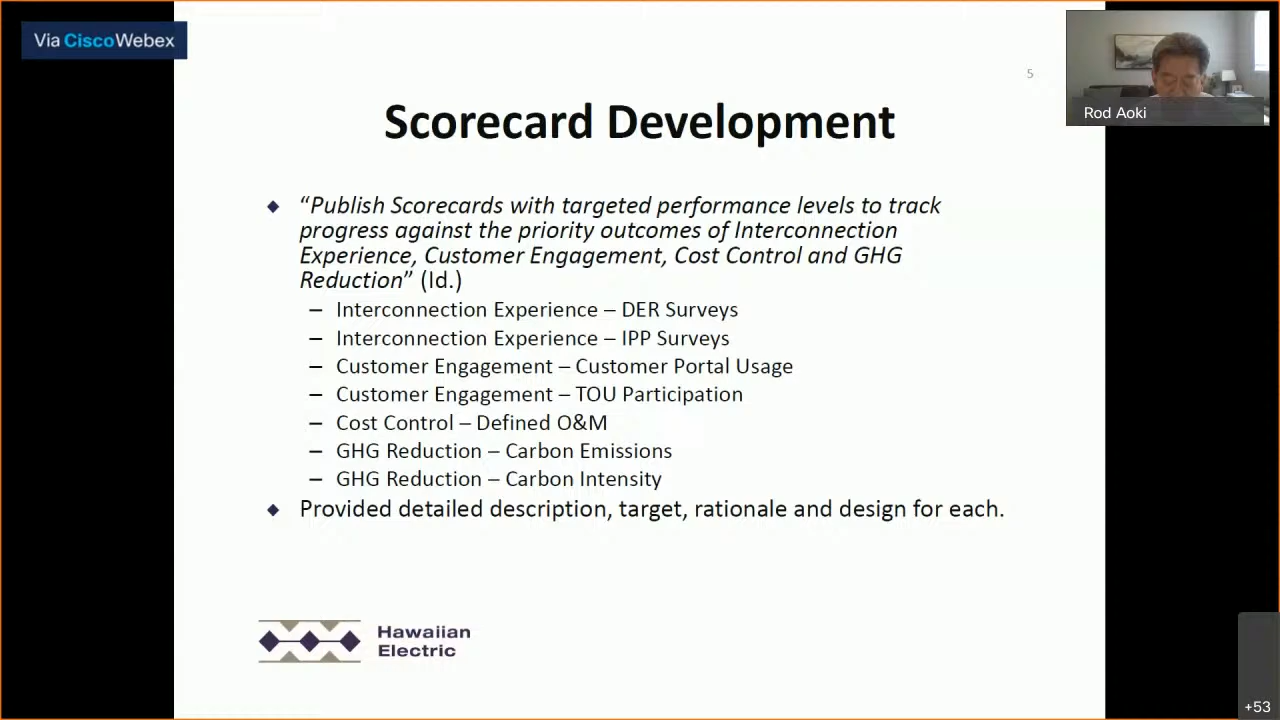 Via CiscoWebex
5
Rod Aoki
Scorecard Development
“Publish Scorecards with targeted performance levels to track
progress against the priority outcomes of Interconnection
Experience, Customer Engagement, Cost Control and GHG
Reduction” (Id.)
– Interconnection Experience – DER Surveys
– Interconnection Experience – IPP Surveys
– Customer Engagement – Customer Portal Usage
– Customer Engagement – TOU Participation
– Cost Control – Defined O&M
– GHG Reduction – Carbon Emissions
– GHG Reduction – Carbon Intensity
Provided detailed description, target, rationale and design for each.
Hawaiian
Electric
+53